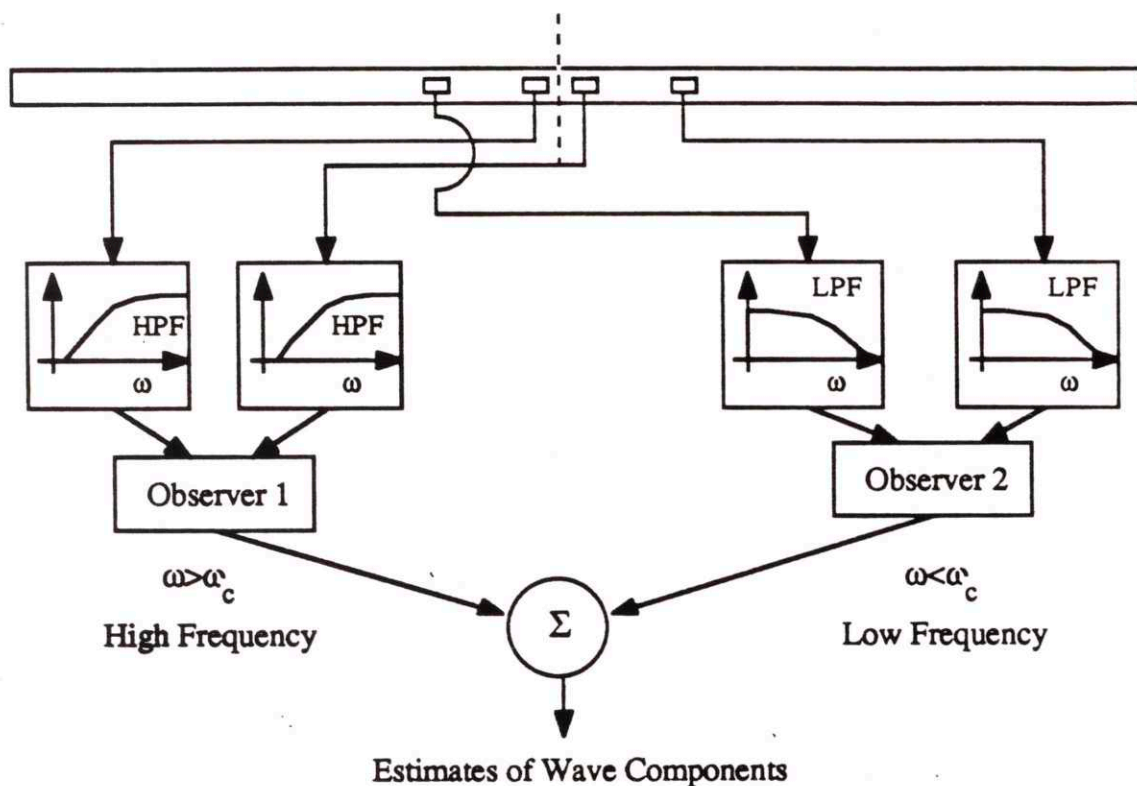 HPF
ω
HPF
ω
LPF
ω
LPF
ω
Observer 1
Observer 2
ω>ω_c
ω<ω_c
High Frequency
Low Frequency
Σ
Estimates of Wave Components